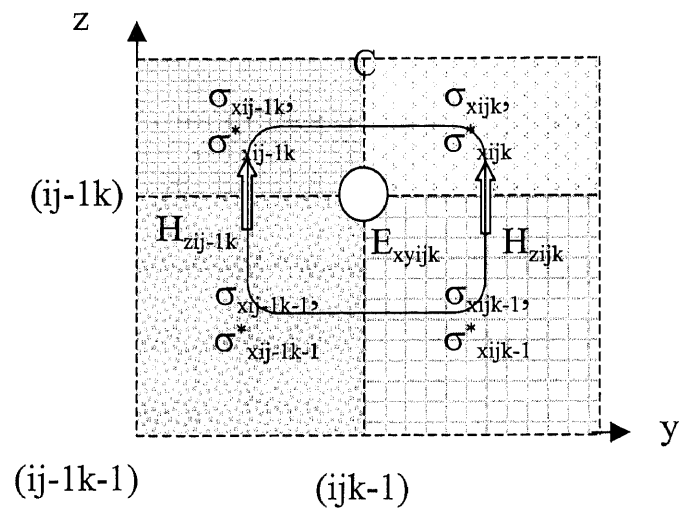 z
C
σxij-1k, σxijk,
σ*xij-1k σ*xijk
(ij-1k)
Hzij-1k Exyijk Hzijk
σxij-1k-1, σxijk-1,
σ*xij-1k-1 σ*xijk-1
y
(ij-1k-1) (ijk-1)